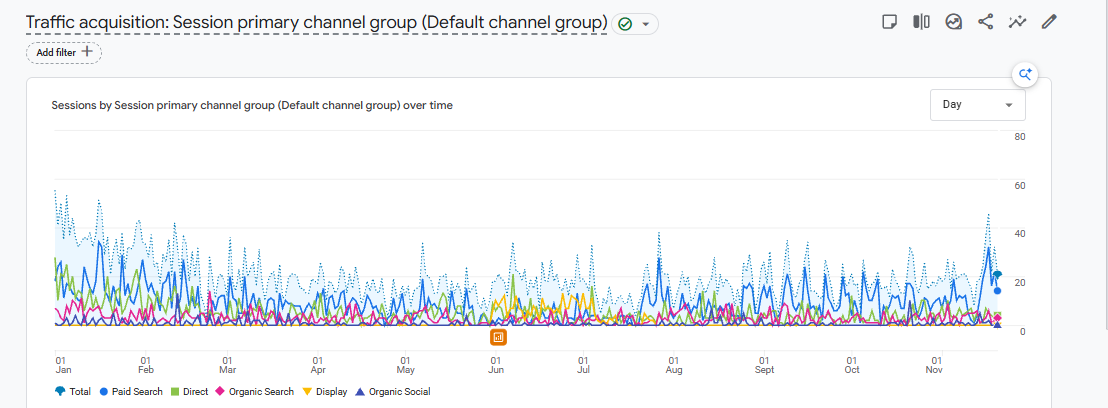 Traffic acquisition: Session primary channel group (Default channel group)
Add filter
Sessions by Session primary channel group (Default channel group) over time
Day
80
60
40
20
0
01 01 01 01 01 01 01 01 01 01 01
Jan Feb Mar Apr May Jun Jul Aug Sept Oct Nov
Total Paid Search Direct Organic Search Display Organic Social